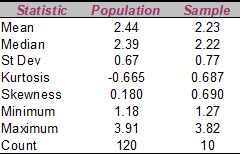 Statistic Population Sample
Mean 2.44 2.23
Median 2.39 2.22
St Dev 0.67 0.77
Kurtosis -0.665 0.687
Skewness 0.180 0.690
Minimum 1.18 1.27
Maximum 3.91 3.82
Count 120 10